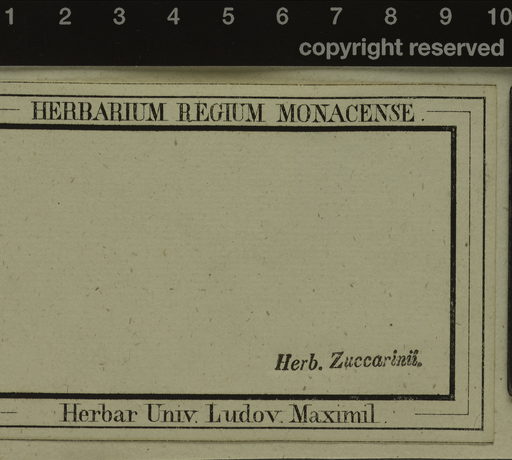 1 2 3 4 5 6 7 8 9 10
copyright reserved
HERBARIUM REGIUM MONACENSE.
Herb. Zuccarinii.
Herbar Univ. Ludov. Maximil.